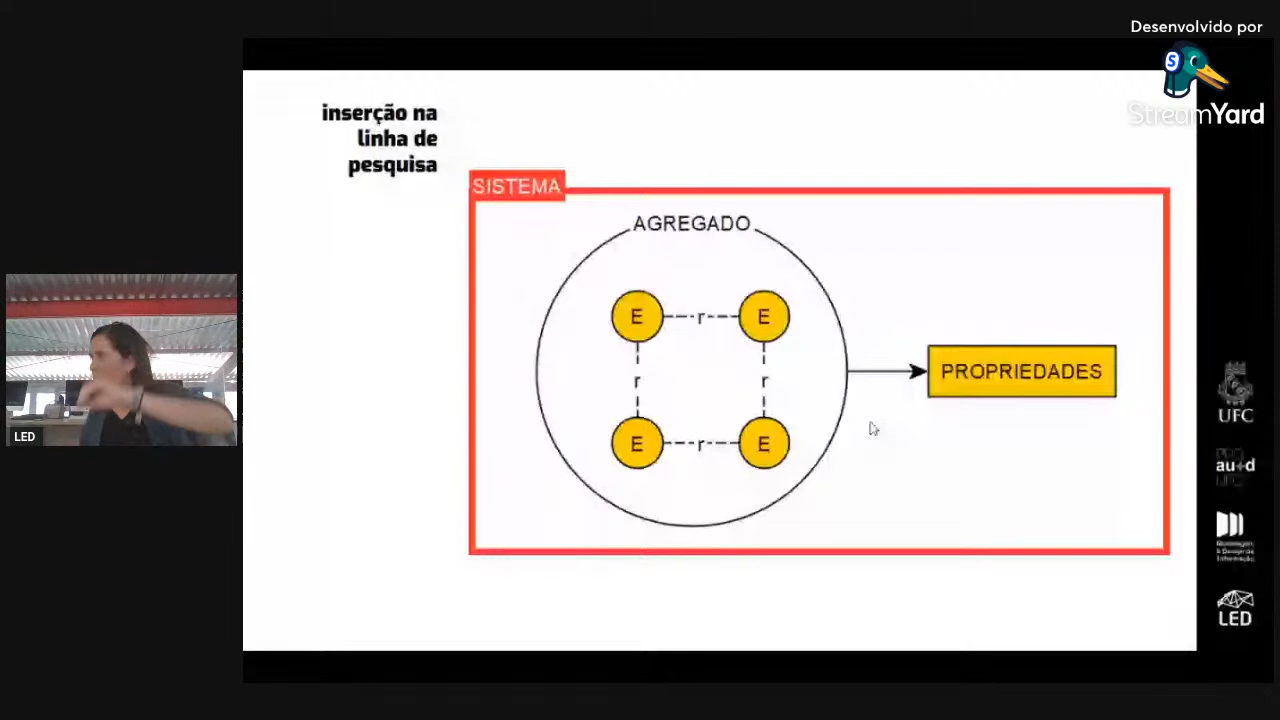 Desenvolvido por
StreamYard
inserção na
linha de
pesquisa
SISTEMA
AGREGADO
E r E
r r
E r E
PROPRIEDADES
LED
UFC
au+d
LED